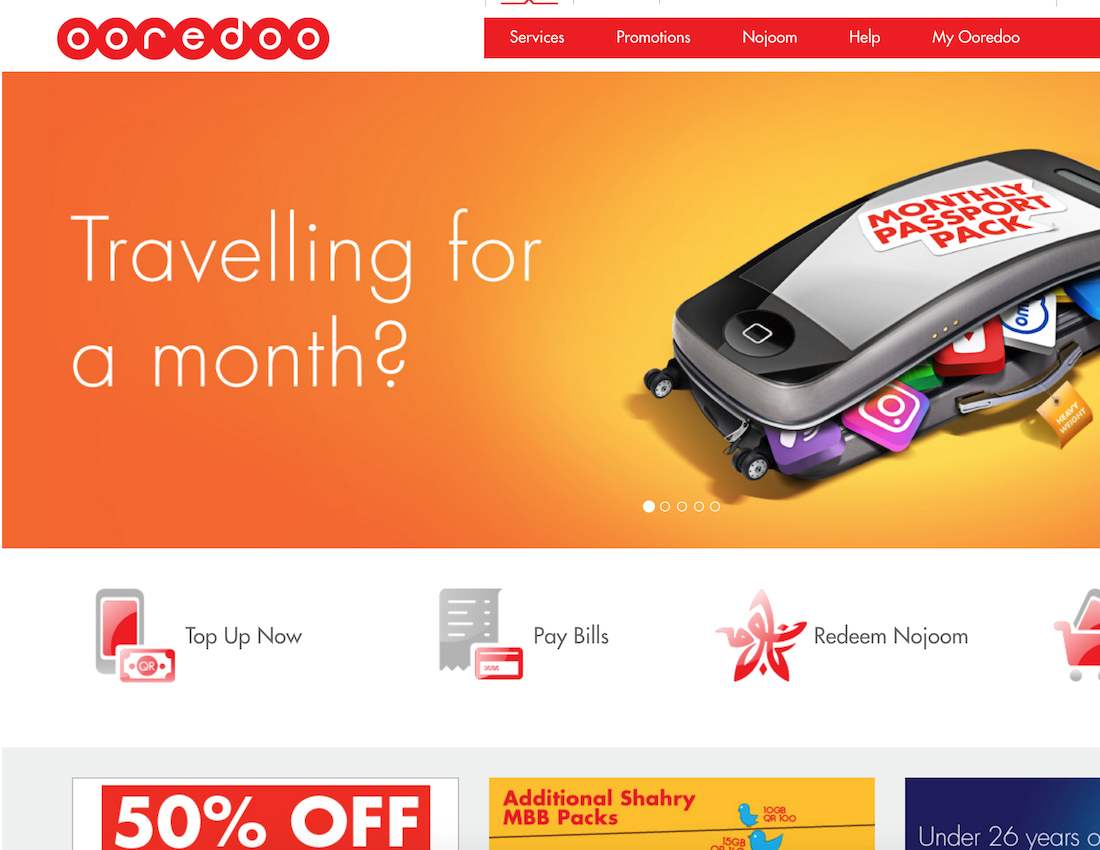 ooredoo
Services Promotions Nojoom Help My Ooredoo
Travelling for
a month?
MONTHLY
PASSPORT
PACK
HEAVY
WEIGHT
Top Up Now
QR
Pay Bills
Redeem Nojoom
50% OFF
Additional Shahry
MBB Packs
10GB
QR 100
15GB
Under 26 years o